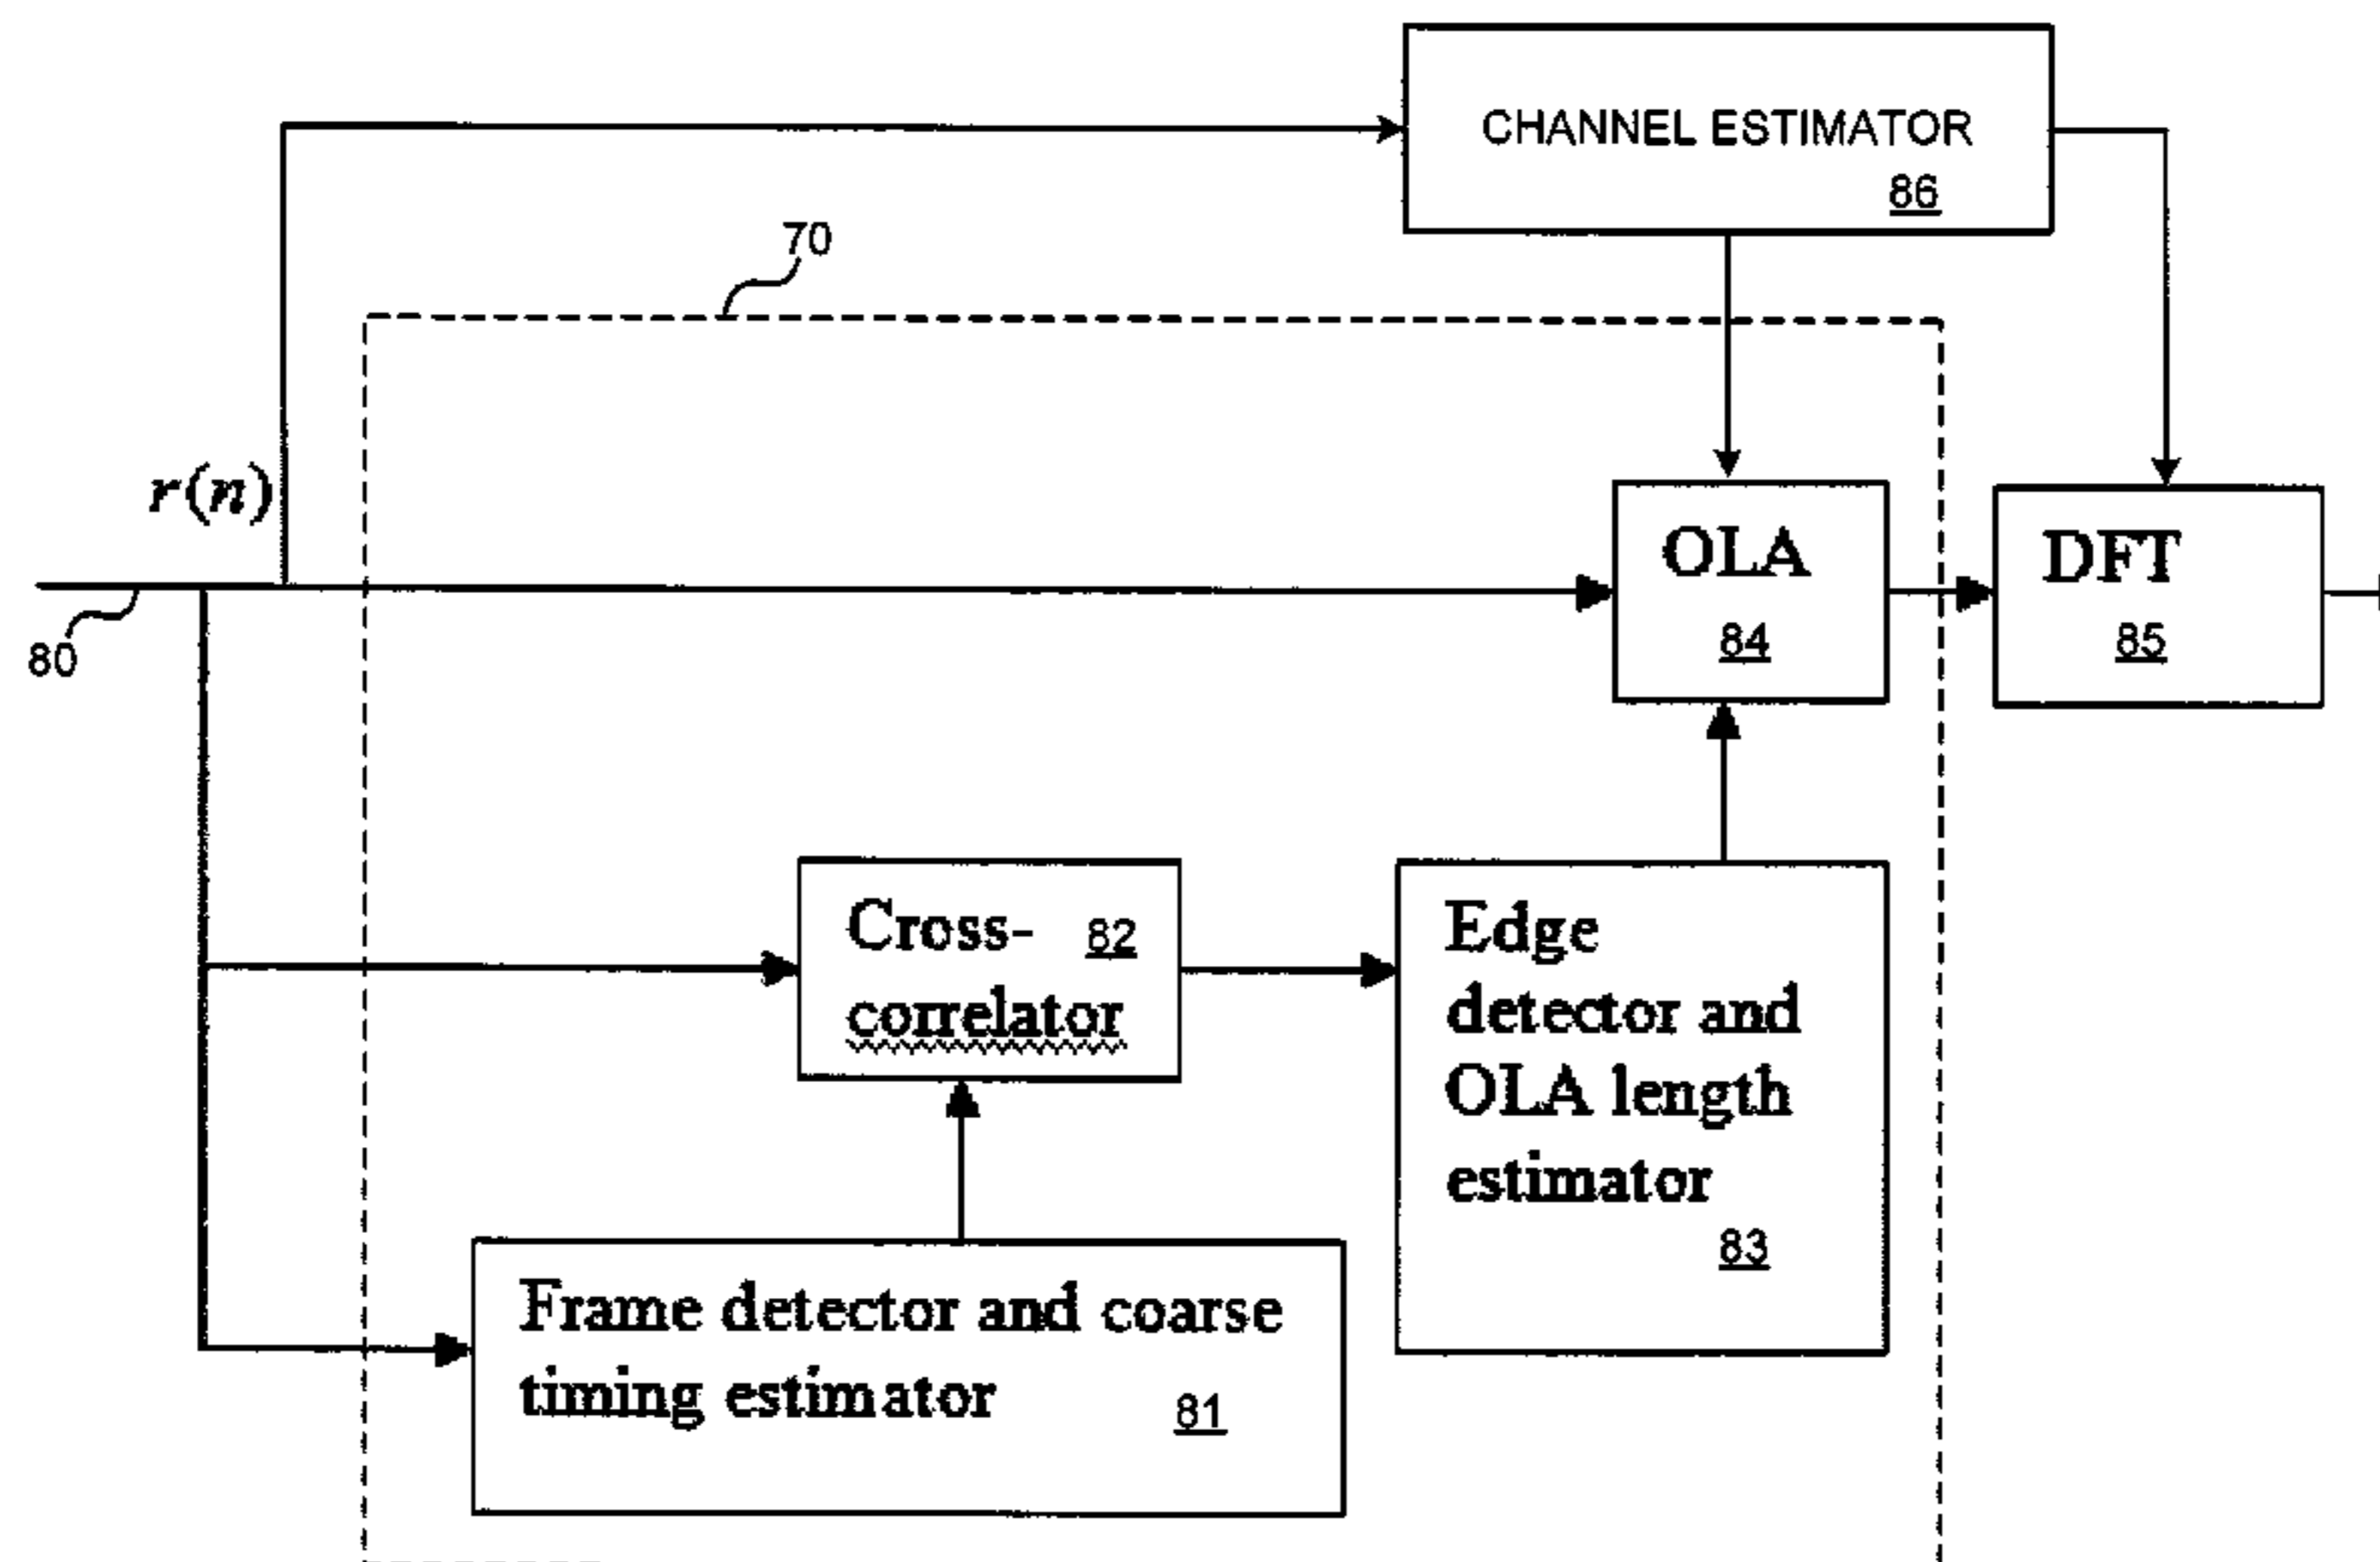 CHANNEL ESTIMATOR
86
70
r(n)
80
OLA
84
DFT
85
Cross- 82
correlator
Edge
detector and
OLA length
estimator
83
Frame detector and coarse
timing estimator 81